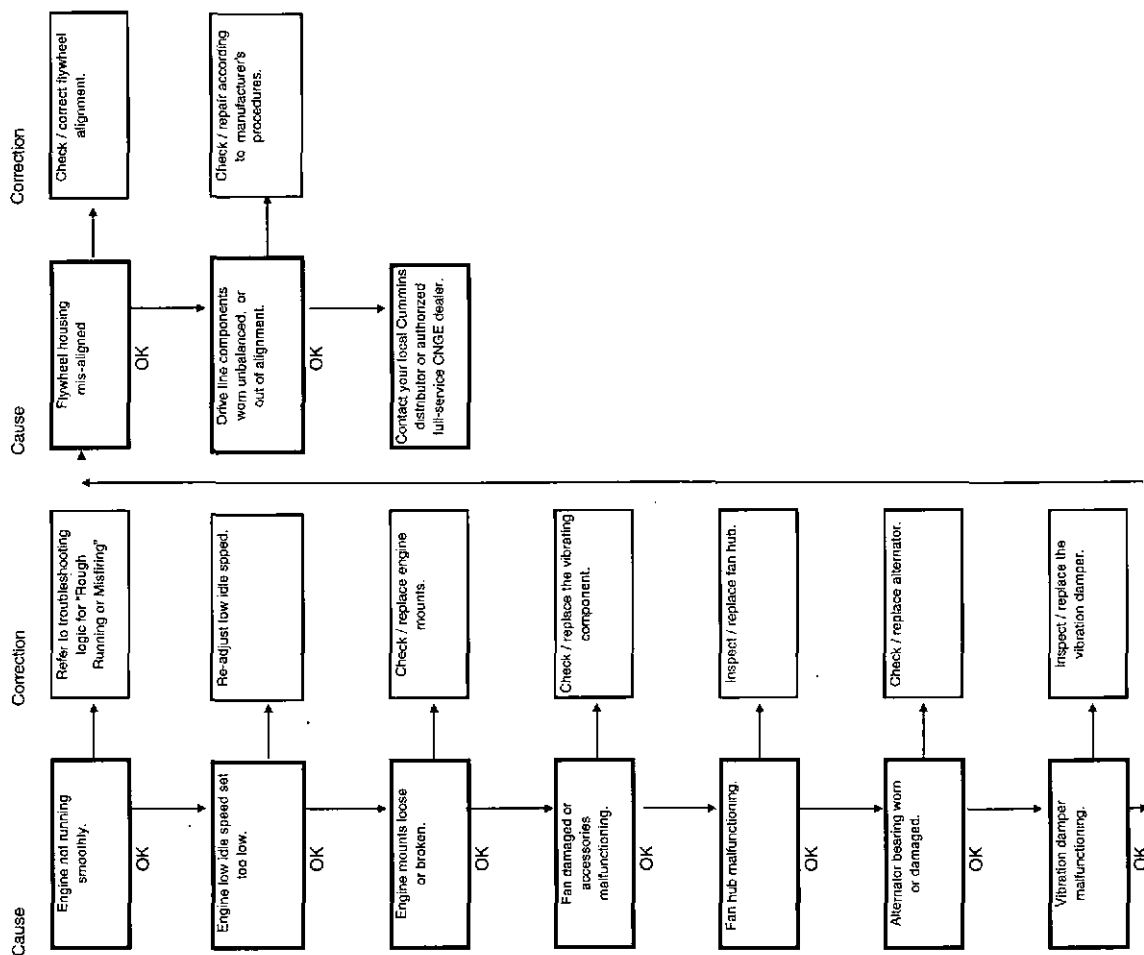 Cause
Correction
Engine not running
smoothly.
Refer to troubleshooting
logic for "Rough
Running or Misfiring"
OK
Engine low idle speed set
too low.
Re-adjust low idle spped.
OK
Engine mounts loose
or broken.
Check / replace engine
mounts.
OK
Fan damaged or
accessories
malfunctioning.
Check / replace the vibrating
component.
OK
Fan hub malfunctioning.
Inspect / replace fan hub.
OK
Alternator bearing worn
or damaged.
Check / replace alternator.
OK
Vibration damper
malfunctioning.
Inspect / replace the
vibration damper.
OK
Cause
Correction
Flywheel housing
mis-aligned
Check / correct flywheel
alignment.
OK
Drive line components
worn unbalanced, or
out of alignment.
Check / repair according
to manufacturer's
procedures.
OK
Contact your local Cummins
distributor or authorized
full-service CNGE dealer.